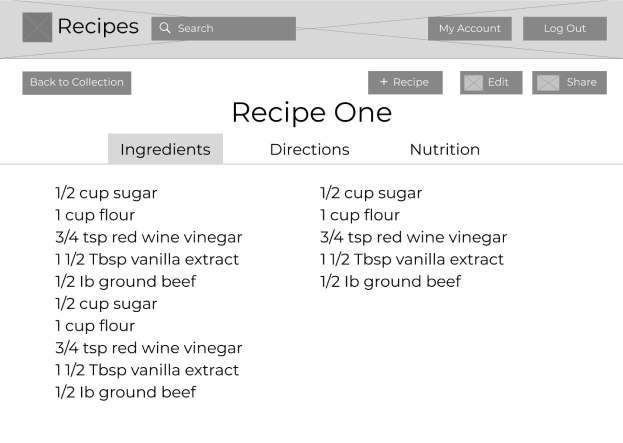 Recipes
Search
My Account
Log Out
Back to Collection
+ Recipe
Edit
Share
Recipe One
Ingredients
Directions
Nutrition
1/2 cup sugar
1 cup flour
3/4 tsp red wine vinegar
1 1/2 Tbsp vanilla extract
1/2 lb ground beef
1/2 cup sugar
1 cup flour
3/4 tsp red wine vinegar
1 1/2 Tbsp vanilla extract
1/2 lb ground beef
1/2 cup sugar
1 cup flour
3/4 tsp red wine vinegar
1 1/2 Tbsp vanilla extract
1/2 lb ground beef